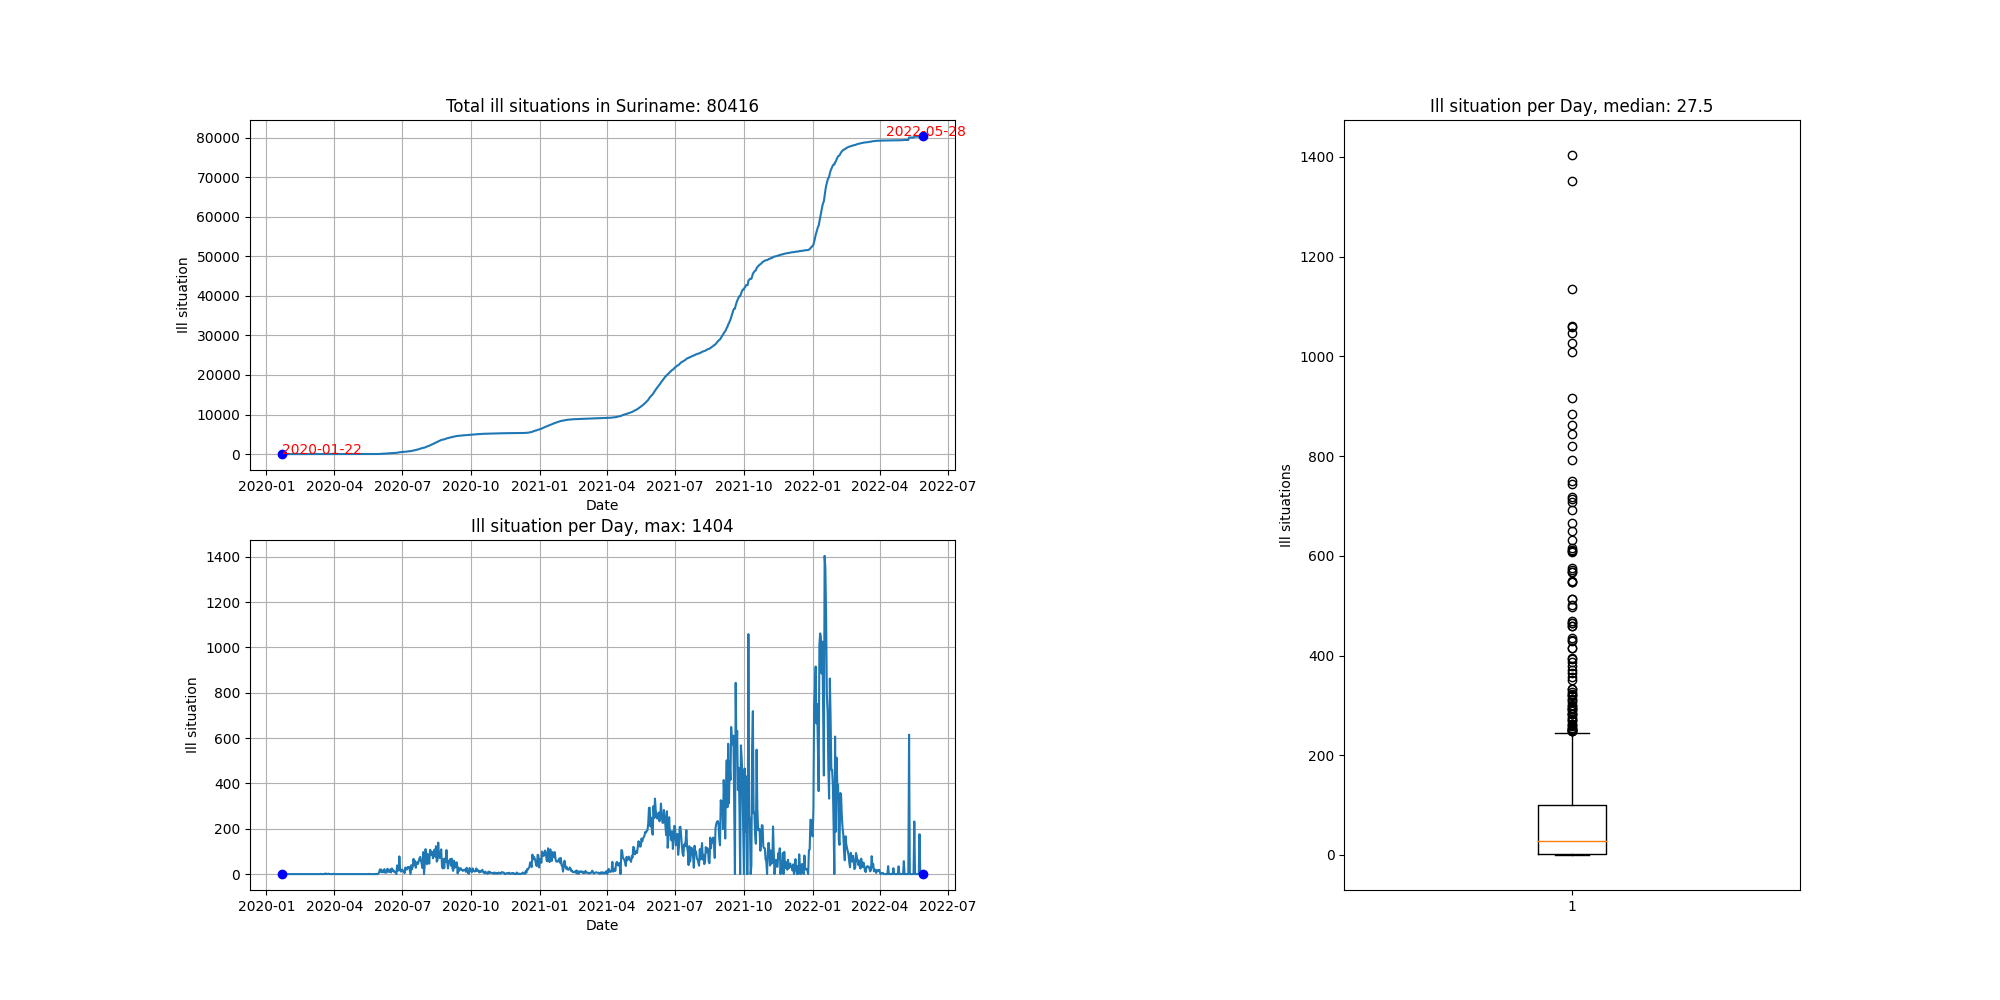 Total ill situations in Suriname: 80416
Ill situation
80000
70000
60000
50000
40000
30000
20000
10000
0
2020-01-22
2022-05-28
2020-01 2020-04 2020-07 2020-10 2021-01 2021-04 2021-07 2021-10 2022-01 2022-04 2022-07
Date
Ill situation per Day, max: 1404
Ill situation
1400
1200
1000
800
600
400
200
0
2020-01 2020-04 2020-07 2020-10 2021-01 2021-04 2021-07 2021-10 2022-01 2022-04 2022-07
Date
Ill situation per Day, median: 27.5
Ill situations
1400
1200
1000
800
600
400
200
0
1